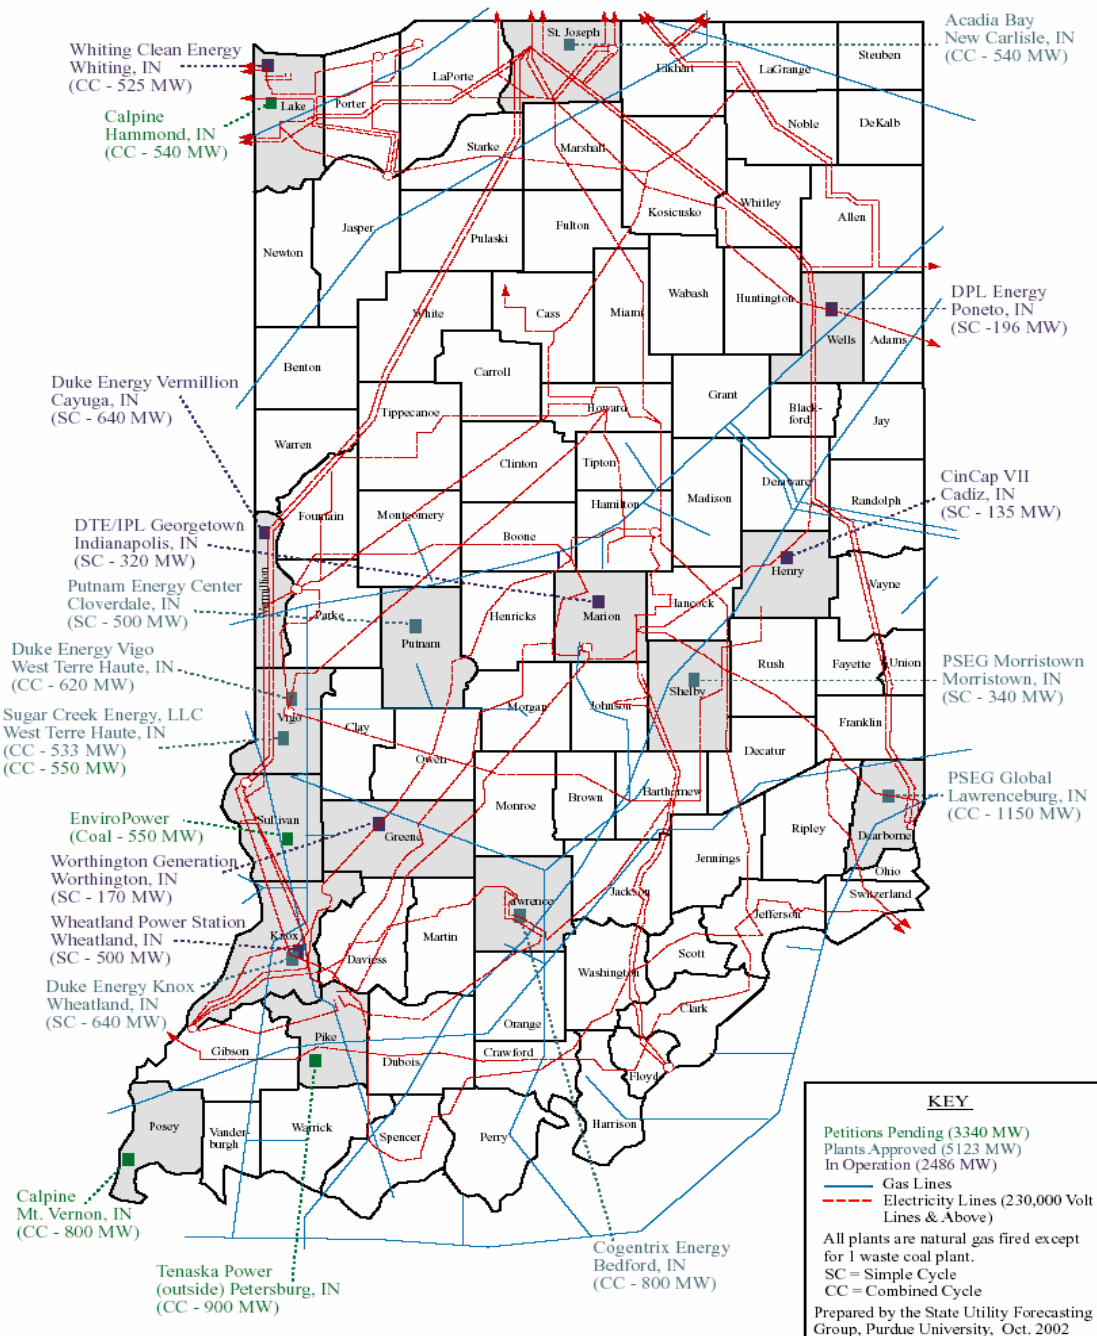 Whiting Clean Energy
Whiting, IN
(CC - 525 MW)
Calpine
Hammond, IN
(CC - 540 MW)
Acadia Bay
New Carlisle, IN
(CC - 540 MW)
St. Joseph
LaPorte
Elkhart
LaGrange
Steuben
Lake
Porter
Noble
DeKalb
Starke
Marshall
Kosicusko
Whitley
Allen
Newton
Jasper
Pulaski
Fulton
White
Cass
Miami
Wabash
Huntington
Wells
Adams
DPL Energy
Poneto, IN
(SC -196 MW)
Benton
Carroll
Grant
Black-
ford
Jay
Duke Energy Vermillion
Cayuga, IN
(SC - 640 MW)
Tippecanoe
Howard
Warren
Clinton
Tipton
Madison
Delaware
Randolph
CinCap VII
Cadiz, IN
(SC - 135 MW)
Fountain
Montgomery
Boone
Hamilton
DTE/IPL Georgetown
Indianapolis, IN
(SC - 320 MW)
Henry
Wayne
Vermillion
Parke
Putnam
Henricks
Marion
Hancock
Putnam Energy Center
Cloverdale, IN
(SC - 500 MW)
Rush
Fayette
Union
Duke Energy Vigo
West Terre Haute, IN
(CC - 620 MW)
PSEG Morristown
Morristown, IN
(SC - 340 MW)
Vigo
Clay
Owen
Morgan
Johnson
Shelby
Decatur
Franklin
Sugar Creek Energy, LLC
West Terre Haute, IN
(CC - 533 MW)
(CC - 550 MW)
Monroe
Brown
Barthomew
PSEG Global
Lawrenceburg, IN
(CC - 1150 MW)
Sullivan
Greene
Ripley
Dearborne
EnviroPower
(Coal - 550 MW)
Jennings
Ohio
Switzerland
Worthington Generation
Worthington, IN
(SC - 170 MW)
Lawrence
Jackson
Jefferson
Wheatland Power Station
Wheatland, IN
(SC - 500 MW)
Knox
Daviess
Martin
Washington
Scott
Duke Energy Knox
Wheatland, IN
(SC - 640 MW)
Clark
Gibson
Pike
Dubois
Orange
Crawford
Floyd
Posey
Vander-
burgh
Warrick
Spencer
Perry
Harrison
Calpine
Mt. Vernon, IN
(CC - 800 MW)
Tenaska Power
(outside) Petersburg, IN
(CC - 900 MW)
Cogentrix Energy
Bedford, IN
(CC - 800 MW)
KEY
Petitions Pending (3340 MW)
Plants Approved (5123 MW)
In Operation (2486 MW)
Gas Lines
Electricity Lines (230,000 Volt
Lines & Above)
All plants are natural gas fired except
for 1 waste coal plant.
SC = Simple Cycle
CC = Combined Cycle
Prepared by the State Utility Forecasting
Group, Purdue University, Oct. 2002